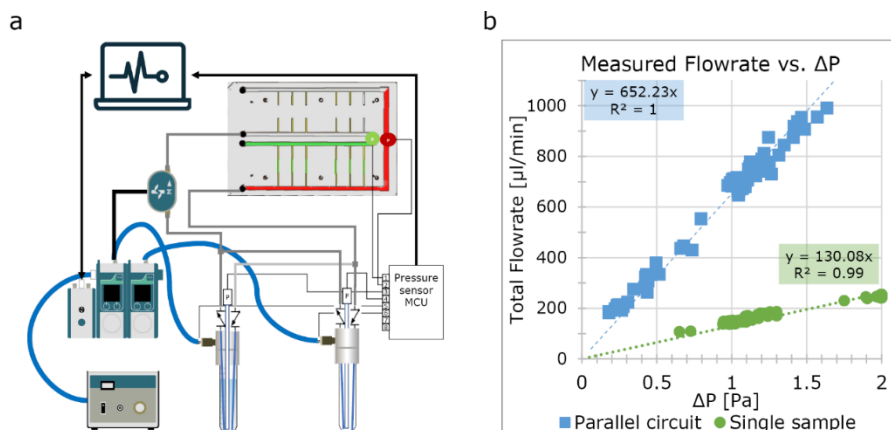 a
P
P
Pressure
sensor
MCU
b
Measured Flowrate vs. ΔP
y = 652.23x
R² = 1
y = 130.08x
R² = 0.99
Total Flowrate [µl/min]
1000
800
600
400
200
0
0
0.5
1
1.5
2
ΔP [Pa]
Parallel circuit
Single sample